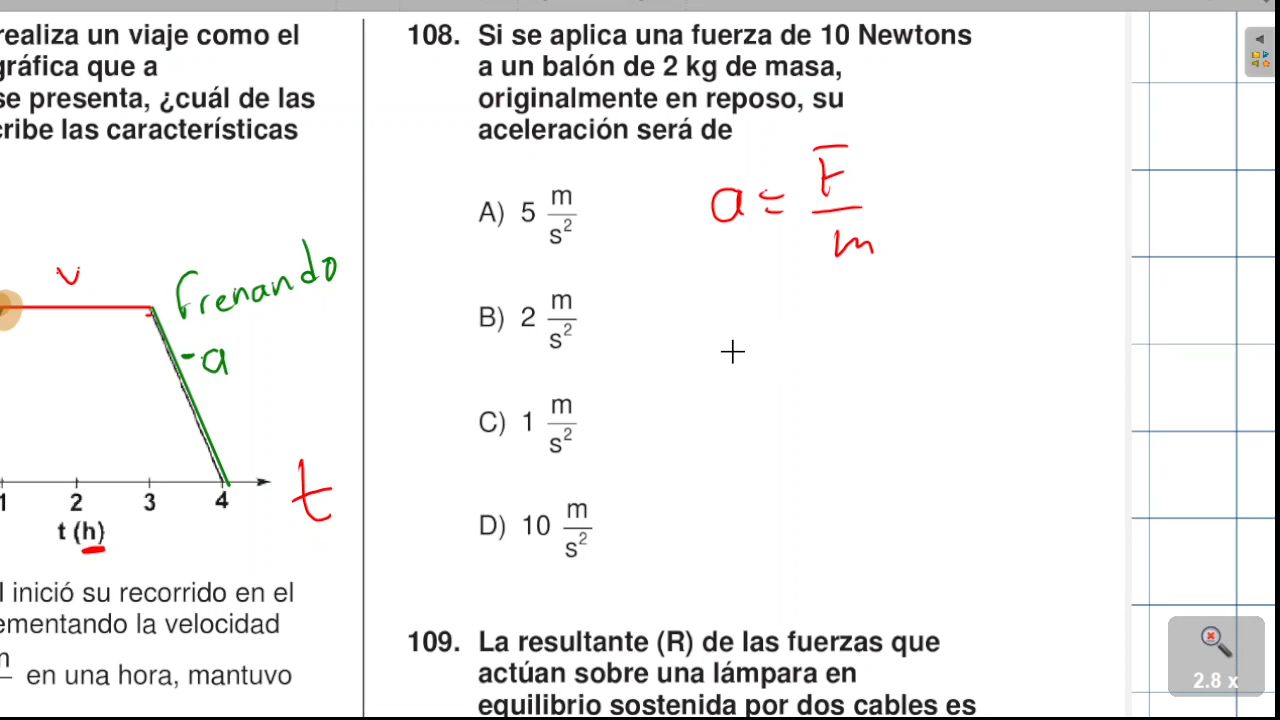 realiza un viaje como el
gráfica que a
se presenta, ¿cuál de las
cribe las características
v
frenando
-a
1 2 3 4
t
t (h)
l inició su recorrido en el
ementando la velocidad
en una hora, mantuvo
108. Si se aplica una fuerza de 10 Newtons
a un balón de 2 kg de masa,
originalmente en reposo, su
aceleración será de
a = F/m
A) 5 m/s²
B) 2 m/s²
C) 1 m/s²
D) 10 m/s²
109. La resultante (R) de las fuerzas que
actúan sobre una lámpara en
equilibrio sostenida por dos cables es
2.8 x